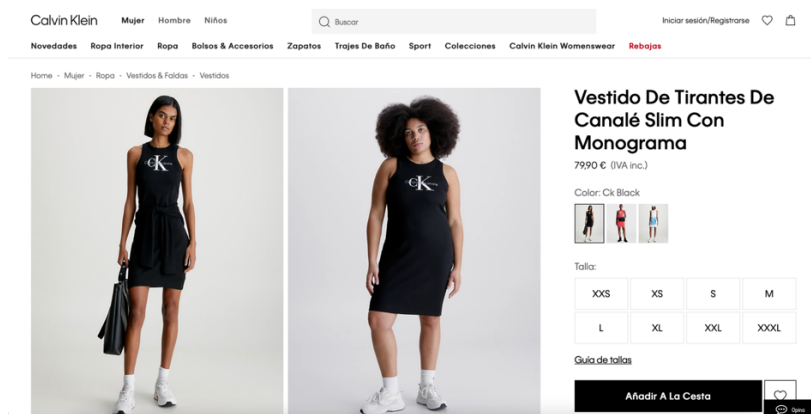 Calvin Klein
Mujer Hombre Niños
Buscar
Iniciar sesión/Registrarse
Novedades Ropa Interior Ropa Bolsos & Accesorios Zapatos Trajes De Baño Sport Colecciones Calvin Klein Womenswear Rebajas
Home - Mujer - Ropa - Vestidos & Faldas - Vestidos
CK
CK
Vestido De Tirantes De
Canalé Slim Con
Monograma
79,90 € (IVA inc.)
Color: Ck Black
Talla:
XXS XS S M
L XL XXL XXXL
Guía de tallas
Añadir A La Cesta